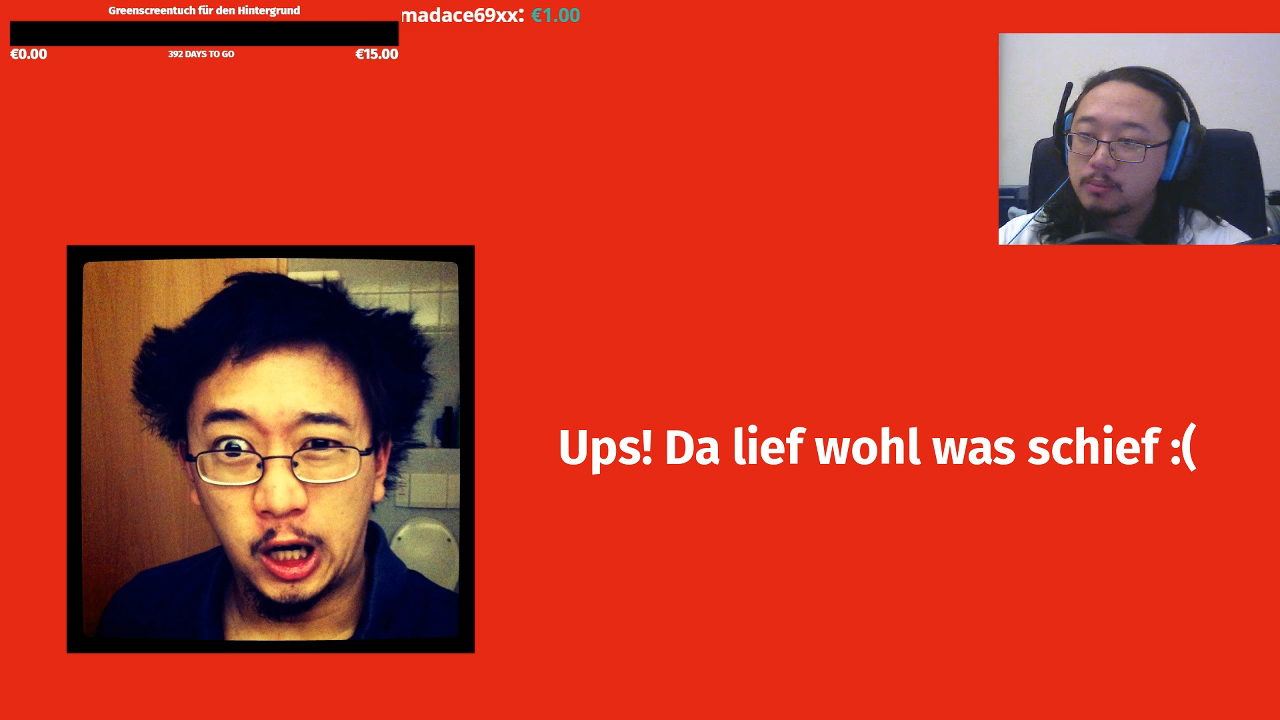 Greenscreentuch für den Hintergrund
madace69xx: €1.00
€0.00 392 DAYS TO GO €15.00
Ups! Da lief wohl was schief :(